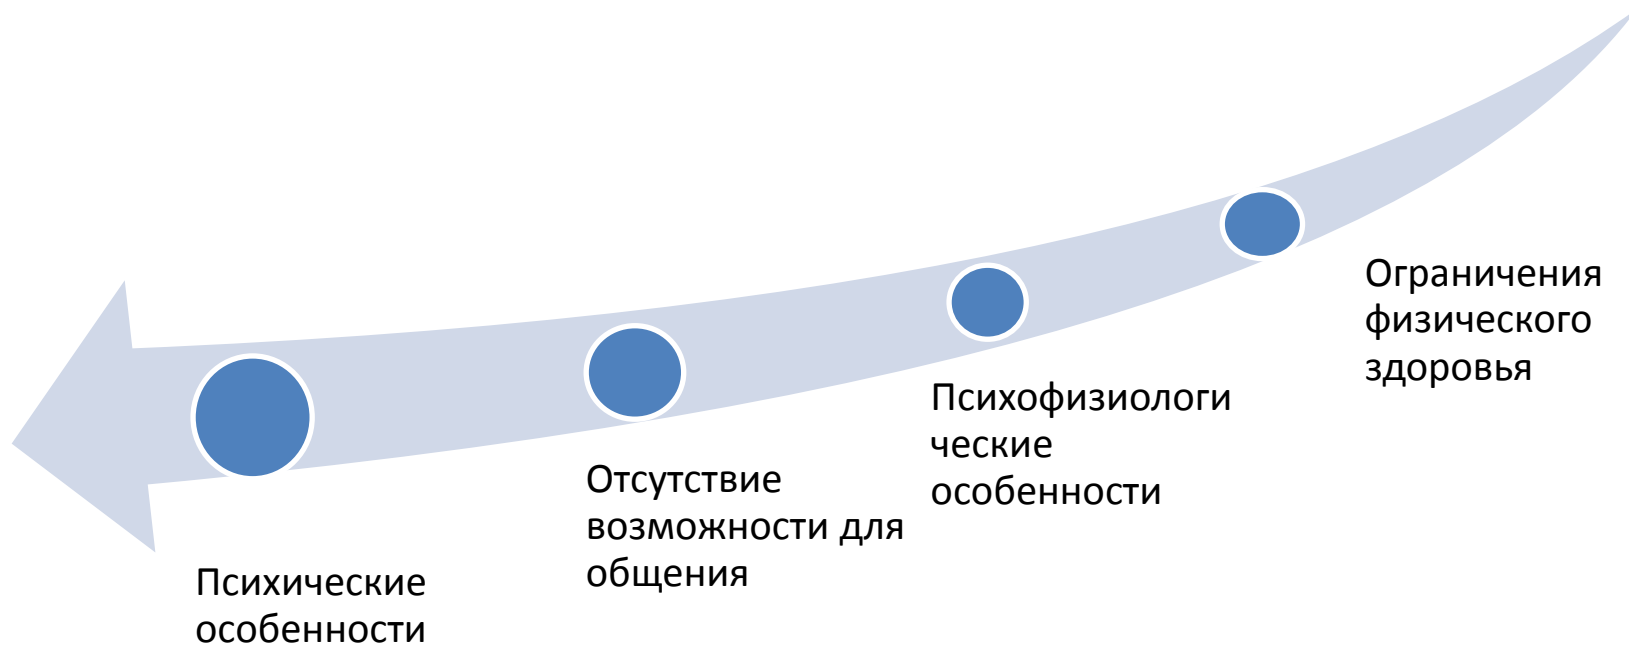 Психические
особенности
Отсутствие
возможности для
общения
Психофизиологи
ческие
особенности
Ограничения
физического
здоровья